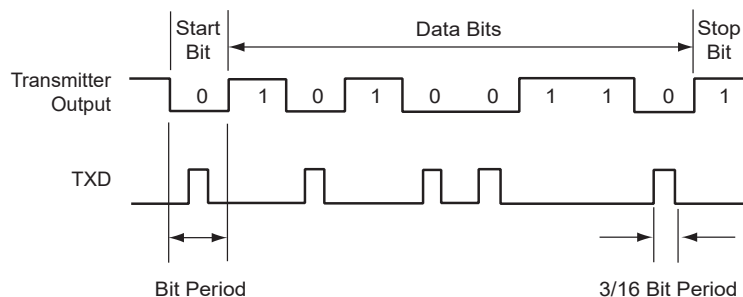 Start
Bit
Data Bits
Stop
Bit
Transmitter
Output
0 1 0 1 0 0 1 1 0 1
TXD
Bit Period
3/16 Bit Period